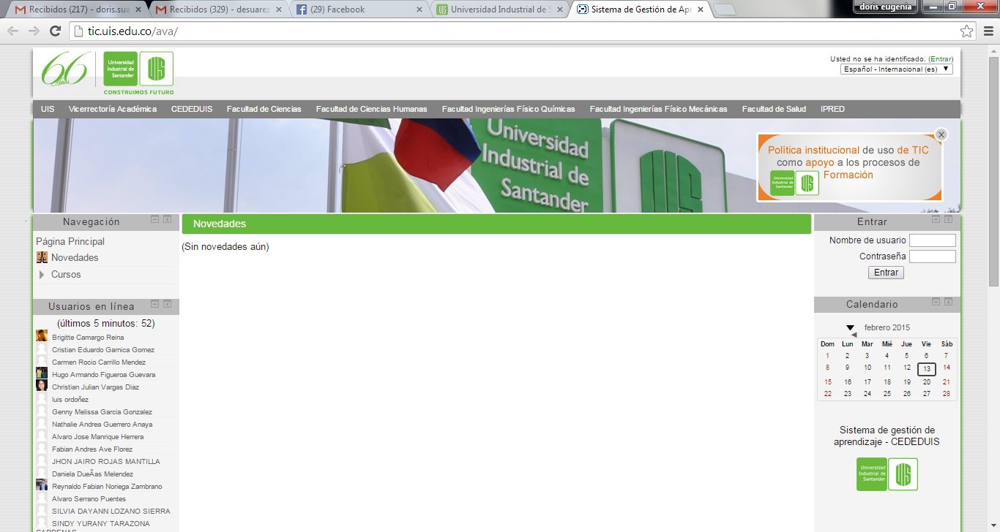 Recibidos (217) - doris.sua
Recibidos (329) - desuarez
(29) Facebook
Universidad Industrial de S
Sistema de Gestión de Apr
doris eugenia
tic.uis.edu.co/ava/
66
Años
Universidad
Industrial de
Santander
UIS
CONSTRUIMOS FUTURO
Usted no se ha identificado. (Entrar)
Español - Internacional (es)
UIS Vicerrectoría Académica CEDEDUIS Facultad de Ciencias Facultad de Ciencias Humanas Facultad Ingenierías Físico Químicas Facultad Ingenierías Físico Mecánicas Facultad de Salud IPRED
Universidad
Industrial de
Santander
Política institucional de uso de TIC
como apoyo a los procesos de
Formación
Universidad
Industrial de
Santander
UIS
Navegación
Página Principal
Novedades
Cursos
Usuarios en línea
(últimos 5 minutos: 52)
Brigitte Camargo Reina
Cristian Eduardo Garnica Gomez
Carmen Rocio Carrillo Mendez
Hugo Armando Figueroa Guevara
Christian Julian Vargas Diaz
luis ordoñez
Genny Melissa Garcia Gonzalez
Nathalie Andrea Guerrero Anaya
Alvaro Jose Manrique Herrera
Fabian Andres Ave Florez
JHON JAIRO ROJAS MANTILLA
Daniela DueÃas Melendez
Reynaldo Fabian Noriega Zambrano
Alvaro Serrano Puentes
SILVIA DAYANN LOZANO SIERRA
SINDY YURANY TARAZONA
CARDENAS
Novedades
(Sin novedades aún)
Entrar
Nombre de usuario
Contraseña
Entrar
Calendario
febrero 2015
Dom Lun Mar Mié Jue Vie Sáb
1 2 3 4 5 6 7
8 9 10 11 12 13 14
15 16 17 18 19 20 21
22 23 24 25 26 27 28
Sistema de gestión de
aprendizaje - CEDEDUIS
Universidad
Industrial de
Santander
UIS